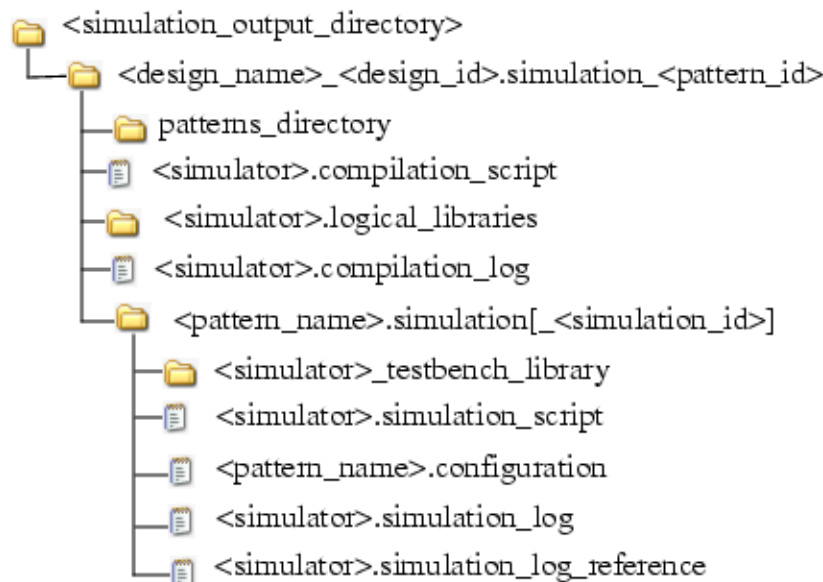 <simulation_output_directory>
<design_name>_<design_id>.simulation_<pattern_id>
patterns_directory
<simulator>.compilation_script
<simulator>.logical_libraries
<simulator>.compilation_log
<pattern_name>.simulation[_<simulation_id>]
<simulator>_testbench_library
<simulator>.simulation_script
<pattern_name>.configuration
<simulator>.simulation_log
<simulator>.simulation_log_reference